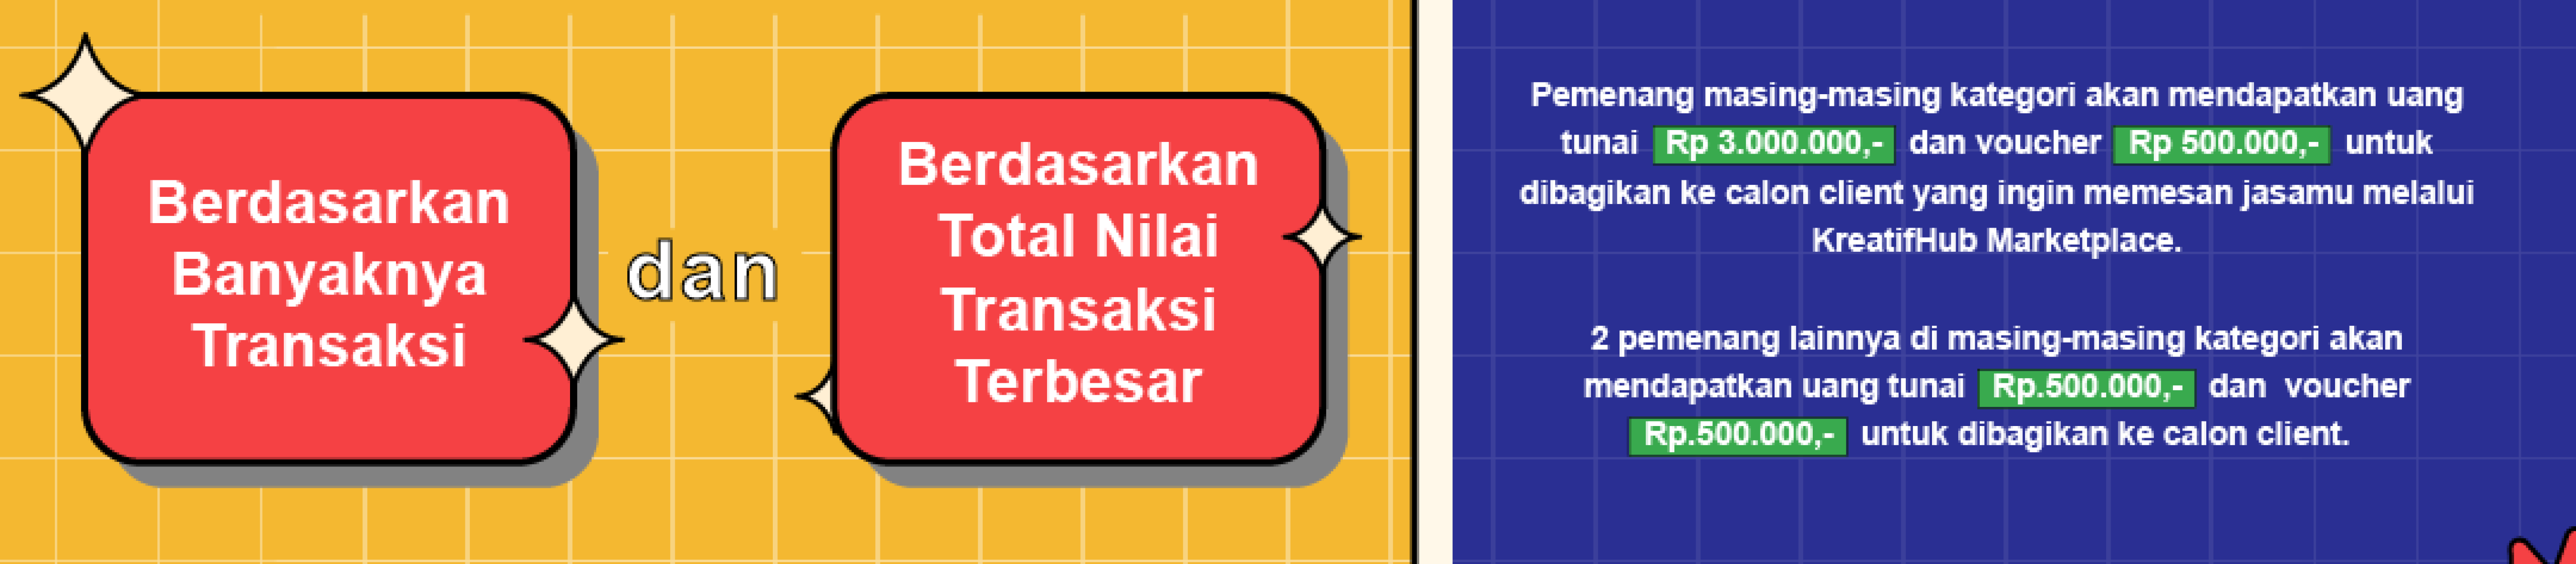 Berdasarkan
Banyaknya
Transaksi
dan
Berdasarkan
Total Nilai
Transaksi
Terbesar
Pemenang masing-masing kategori akan mendapatkan uang
tunai Rp 3.000.000,- dan voucher Rp 500.000,- untuk
dibagikan ke calon client yang ingin memesan jasamu melalui
KreatifHub Marketplace.
2 pemenang lainnya di masing-masing kategori akan
mendapatkan uang tunai Rp.500.000,- dan voucher
Rp.500.000,- untuk dibagikan ke calon client.